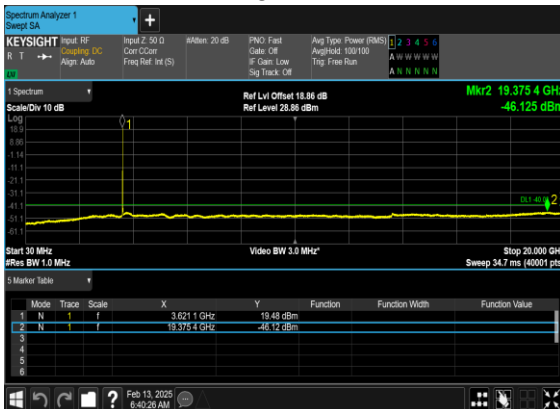 Spectrum Analyzer 1
Swept SA
+
KEYSIGHT Input: RF Input Z: 50 Ω #Atten: 20 dB PNO: Fast Avg Type: Power (RMS) 1 2 3 4 5 6
R T Coupling: DC Corr CCorr Gate: Off Avg|Hold: 100/100 A W W W W W
Align: Auto Freq Ref: Int (S) IF Gain: Low Trig: Free Run
Sig Track: Off A N N N N N
1 Spectrum Ref Lvl Offset 18.86 dB Mkr2 19.375 4 GHz
Scale/Div 10 dB Ref Level 28.86 dBm -46.125 dBm
Log
18.9
8.86
-1.14
-11.1
-21.1
-31.1
-41.1
-51.1
-61.1
1
2
Start 30 MHz Video BW 3.0 MHz* Stop 20.000 GH
#Res BW 1.0 MHz Sweep 34.7 ms (40001 pts
5 Marker Table
Mode Trace Scale X Y Function Function Width Function Value
1 N 1 f 3.621 1 GHz 19.48 dBm
2 N 1 f 19.375 4 GHz -46.12 dBm
3
4
5
6
? Feb 13, 2025
6:40:26 AM